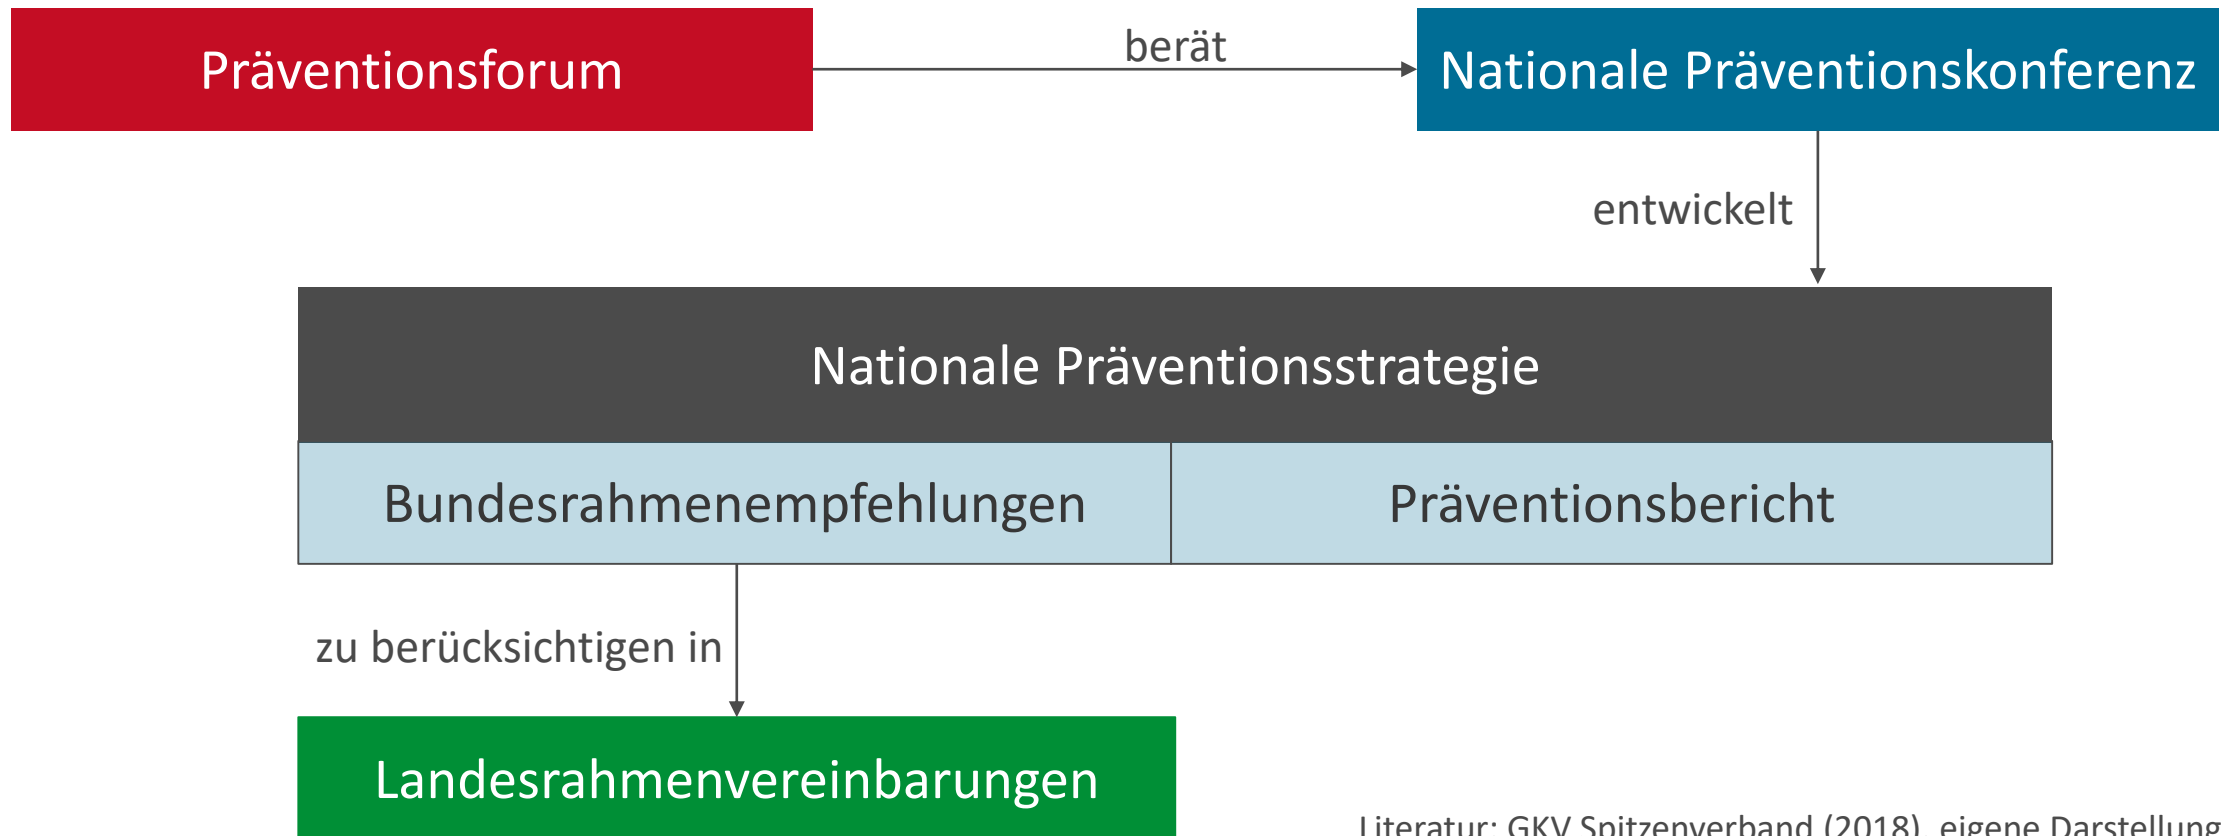 Präventionsforum
berät
Nationale Präventionskonferenz
entwickelt
Nationale Präventionsstrategie
Bundesrahmenempfehlungen
Präventionsbericht
zu berücksichtigen in
Landesrahmenvereinbarungen
Literatur: GKV Spitzenverband (2018), eigene Darstellung